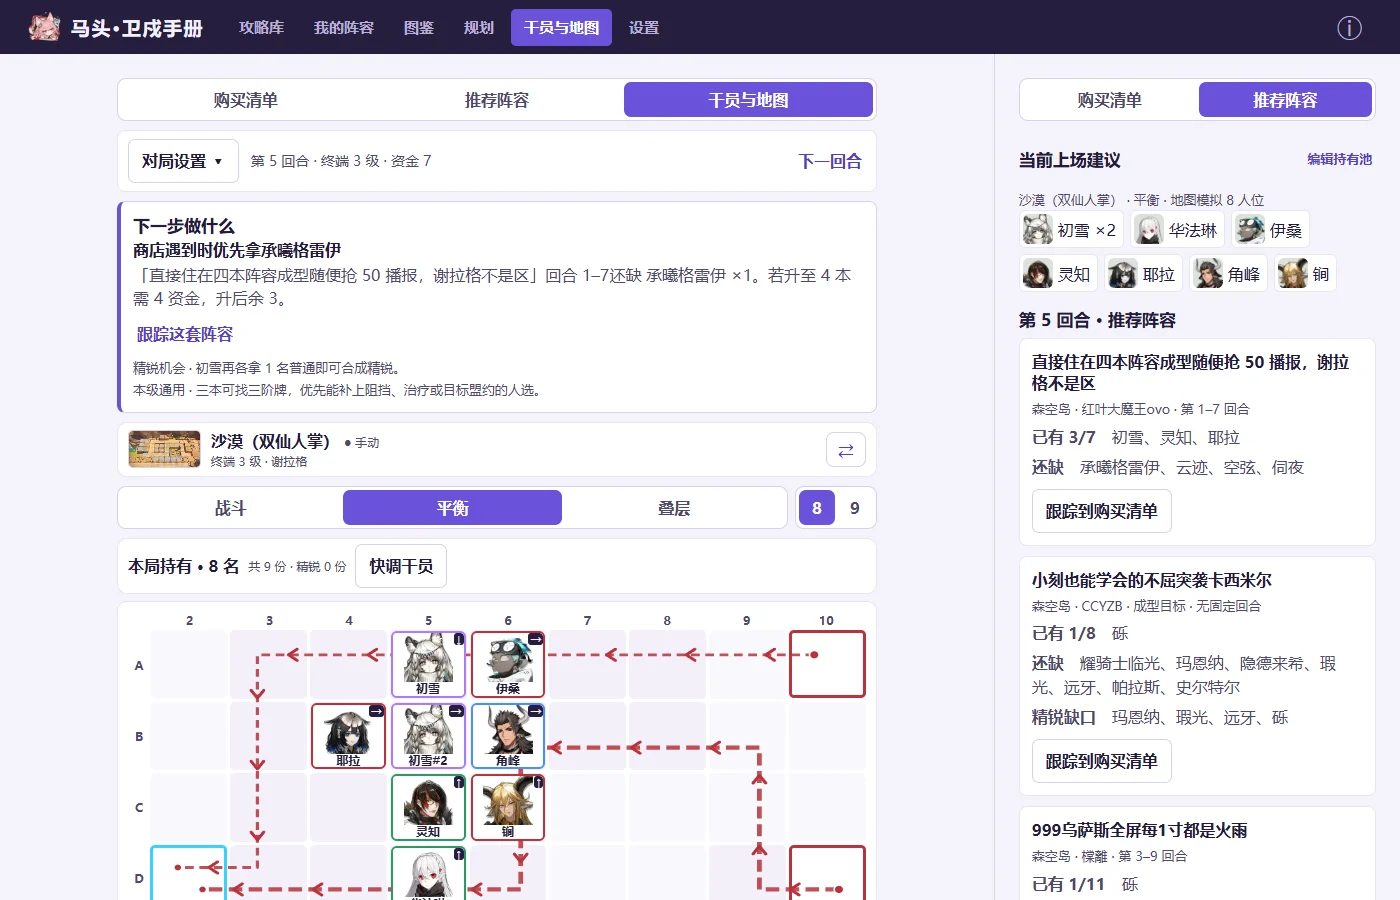 马头·卫戍手册 攻略库 我的阵容 图鉴 规划 干员与地图 设置
购买清单 推荐阵容 干员与地图
对局设置 ▼ 第 5 回合 · 终端 3 级 · 资金 7 下一回合
下一步做什么
商店遇到时优先拿承曦格雷伊
「直接住在四本阵容成型随便抢 50 播报，谢拉格不是区」回合 1–7还缺 承曦格雷伊 ×1。若升至 4 本
需 4 资金，升后余 3。
跟踪这套阵容
精锐机会 · 初雪再各拿 1 名普通即可合成精锐。
本级通用 · 三本可找三阶牌，优先能补上阻挡、治疗或目标盟约的人选。
沙漠（双仙人掌） ● 手动
终端 3 级 · 谢拉格
战斗 平衡 叠层 8 9
本局持有 • 8 名 共 9 份 · 精锐 0 份 快调干员
2 3 4 5 6 7 8 9 10
A 初雪 伊桑
B 耶拉 初雪#2 角峰
C 灵知 锏
D
购买清单 推荐阵容
当前上场建议 编辑持有池
沙漠（双仙人掌） · 平衡 · 地图模拟 8 人位
初雪 ×2 华法琳 伊桑
灵知 耶拉 角峰 锏
第 5 回合 • 推荐阵容
直接住在四本阵容成型随便抢 50 播报，谢拉
格不是区
森空岛 · 红叶大魔王ovo · 第 1–7 回合
已有 3/7 初雪、灵知、耶拉
还缺 承曦格雷伊、云迹、空弦、伺夜
跟踪到购买清单
小刻也能学会的不屈突袭卡西米尔
森空岛 · CCYZB · 成型目标 · 无固定回合
已有 1/8 砾
还缺 耀骑士临光、玛恩纳、隐德来希、瑕
光、远牙、帕拉斯、史尔特尔
精锐缺口 玛恩纳、瑕光、远牙、砾
跟踪到购买清单
999乌萨斯全屏每1寸都是火雨
森空岛 · 檪離 · 第 3–9 回合
已有 1/11 砾